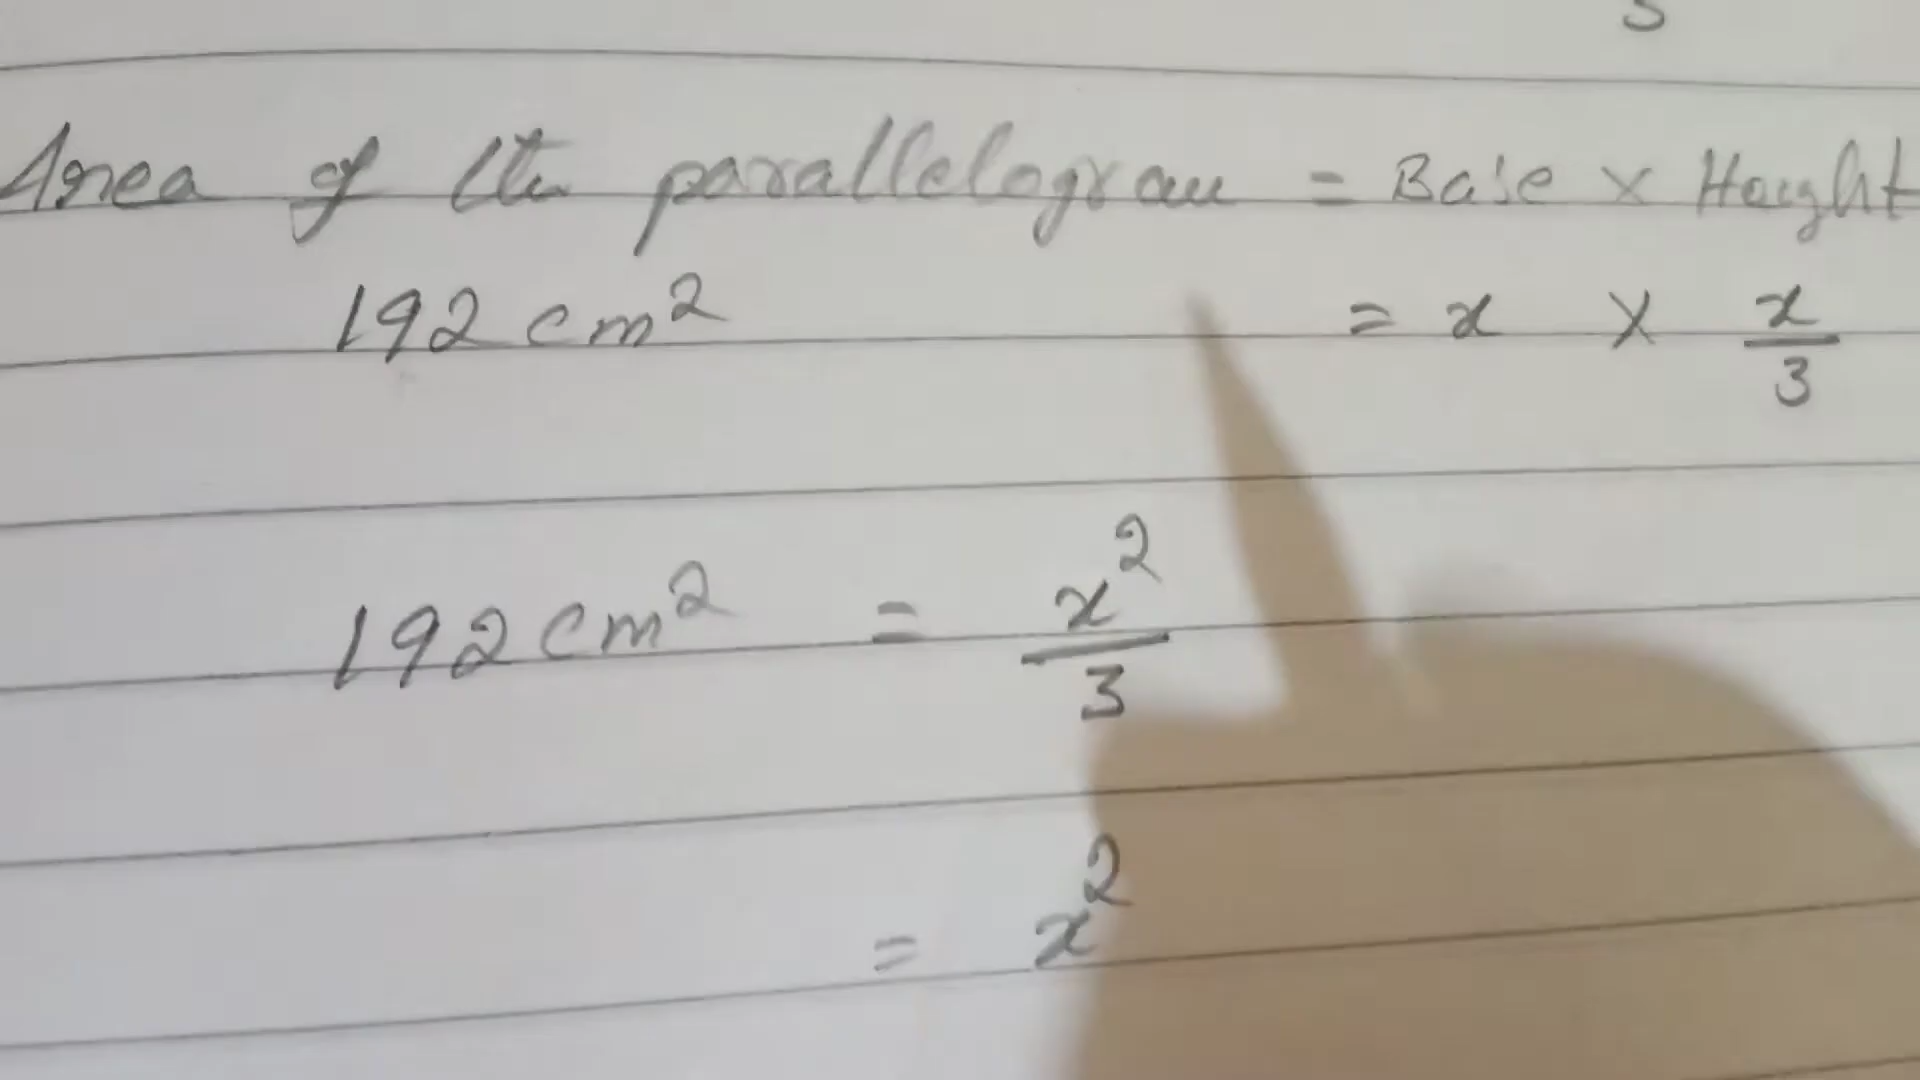 Area of the parallelogram = Base × Height
192 cm² = x × x/3
192 cm² = x²/3
= x²